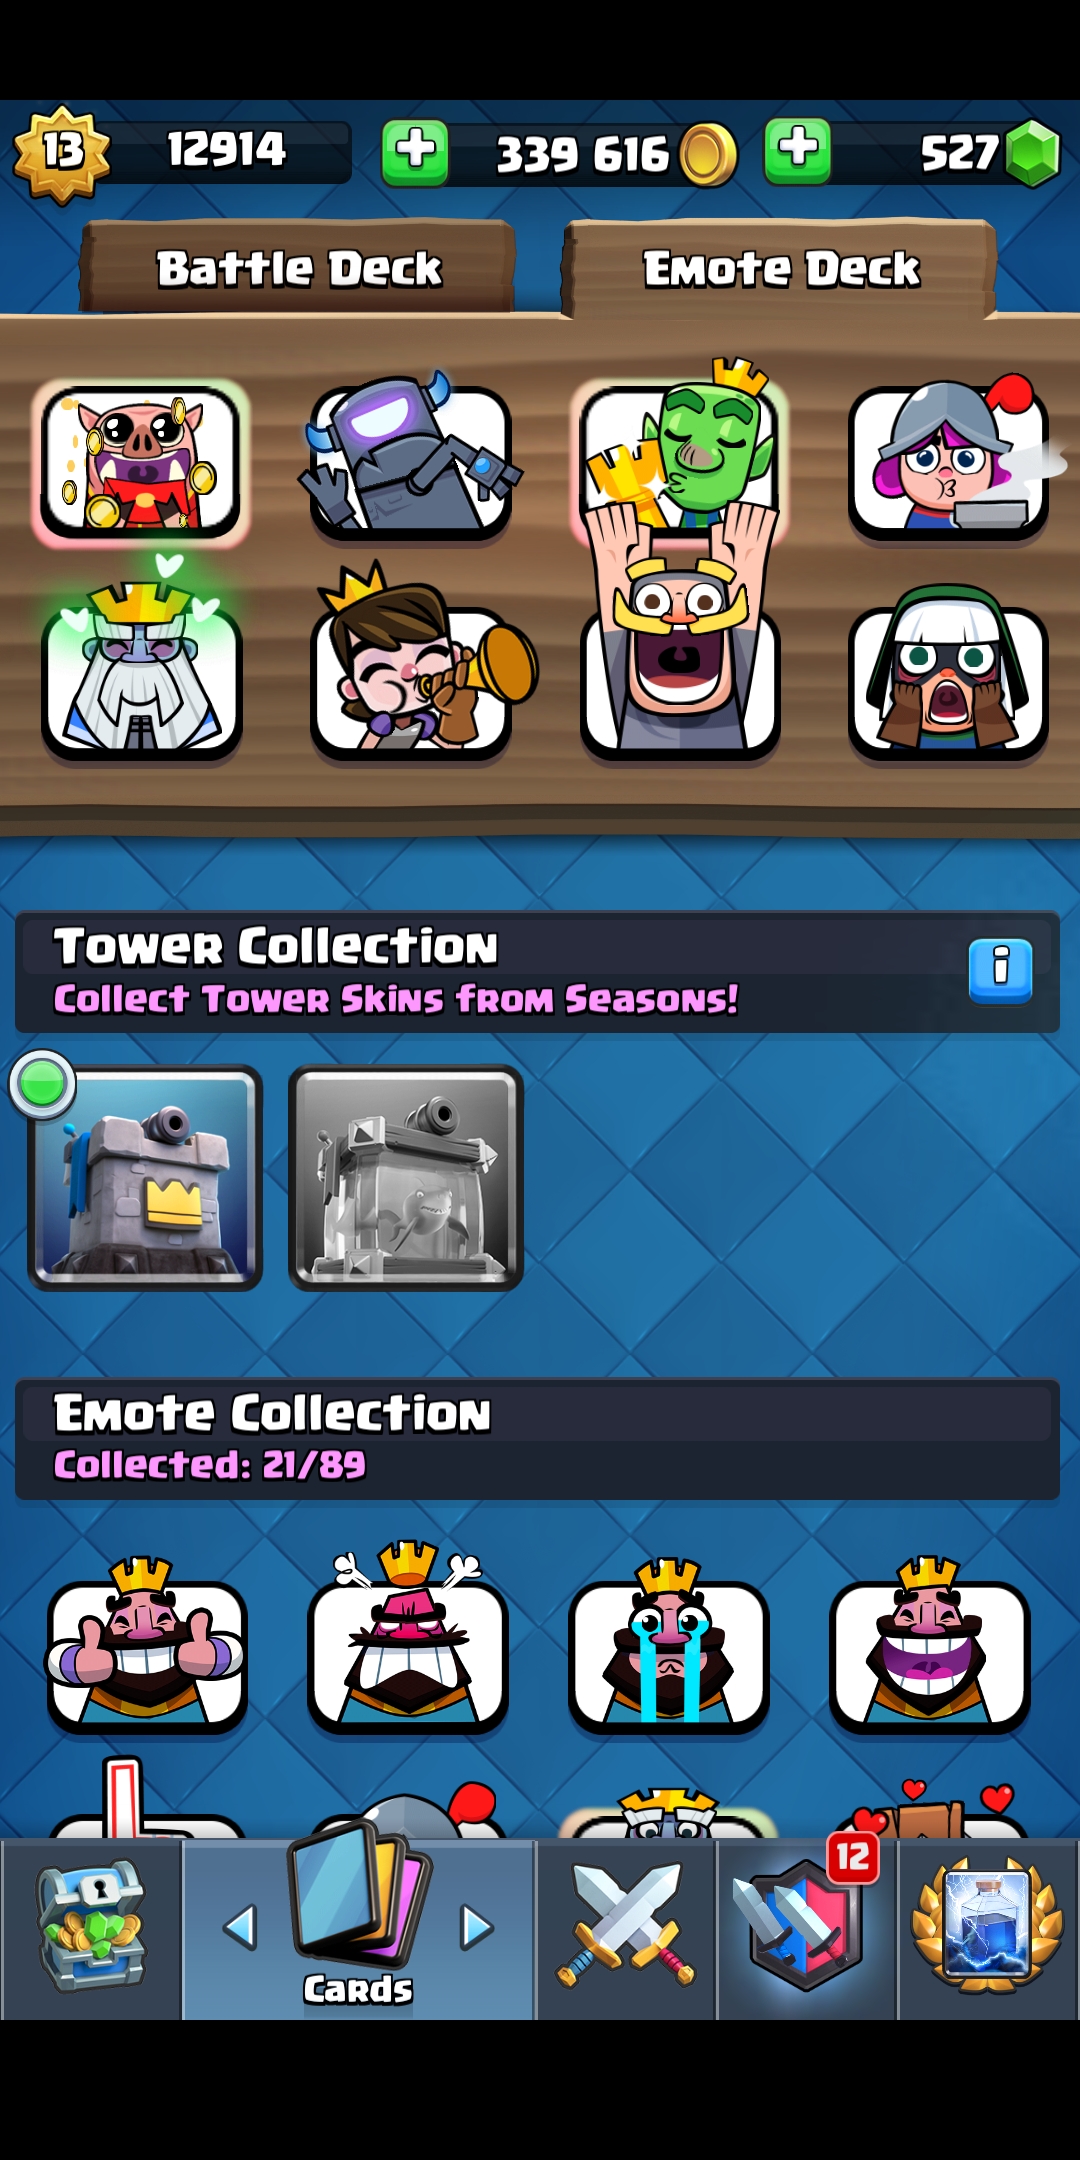 13
12914
339 616
527
Battle Deck
Emote Deck
Tower Collection
Collect Tower Skins from Seasons!
i
Emote Collection
Collected: 21/89
12
Cards